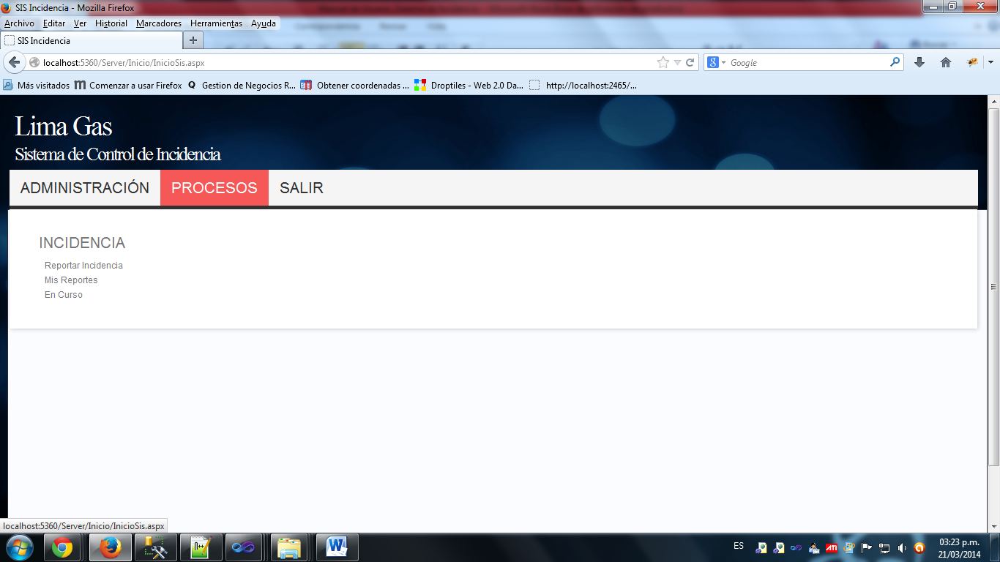 SIS Incidencia - Mozilla Firefox
Archivo Editar Ver Historial Marcadores Herramientas Ayuda
SIS Incidencia
localhost:5360/Server/Inicio/InicioSis.aspx
Google
Más visitados
Comenzar a usar Firefox
Gestion de Negocios R...
Obtener coordenadas ...
Droptiles - Web 2.0 Da...
http://localhost:2465/...
Lima Gas
Sistema de Control de Incidencia
ADMINISTRACIÓN PROCESOS SALIR
INCIDENCIA
Reportar Incidencia
Mis Reportes
En Curso
localhost:5360/Server/Inicio/InicioSis.aspx
ES
ATI
03:23 p.m.
21/03/2014